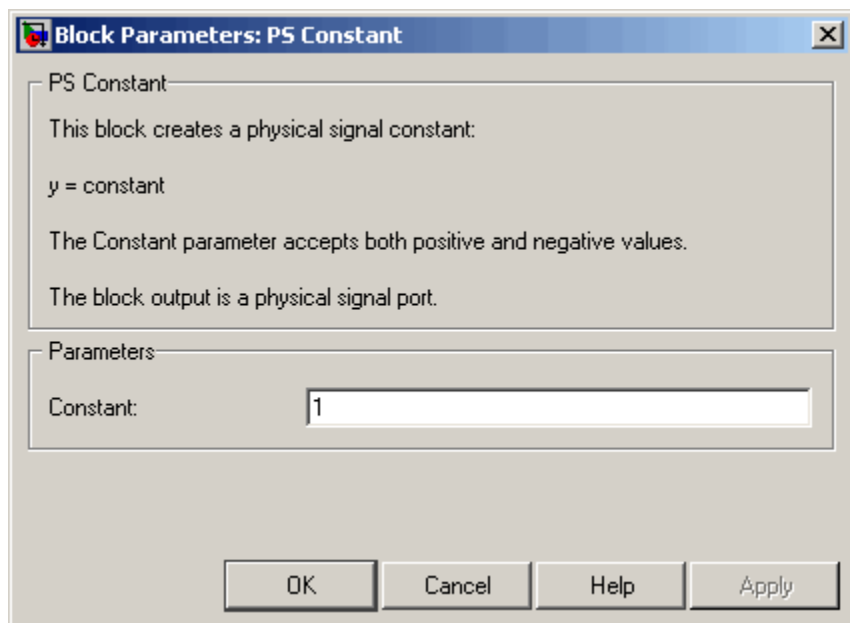 Block Parameters: PS Constant
PS Constant
This block creates a physical signal constant:
y = constant
The Constant parameter accepts both positive and negative values.
The block output is a physical signal port.
Parameters
Constant: 1
OK Cancel Help Apply